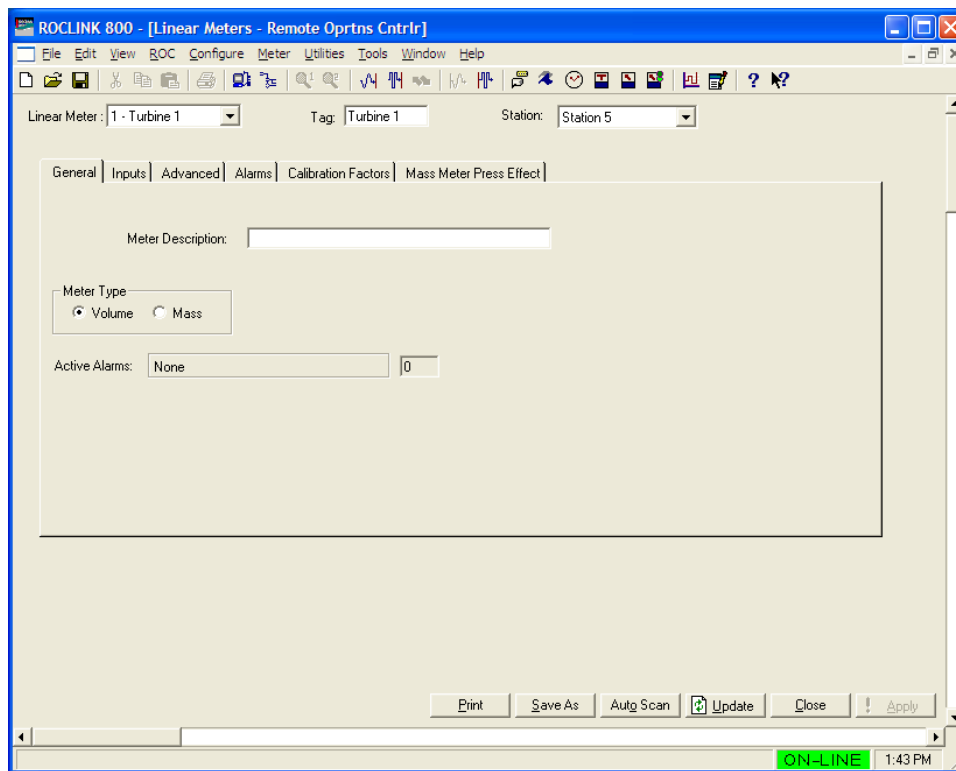 ROCLINK 800 - [Linear Meters - Remote Oprtns Cntrlr]
File Edit View ROC Configure Meter Utilities Tools Window Help
Linear Meter : 1 - Turbine 1 Tag: Turbine 1 Station: Station 5
General Inputs Advanced Alarms Calibration Factors Mass Meter Press Effect
Meter Description:
Meter Type
Volume Mass
Active Alarms: None 0
Print Save As Auto Scan Update Close ! Apply
ON-LINE 1:43 PM